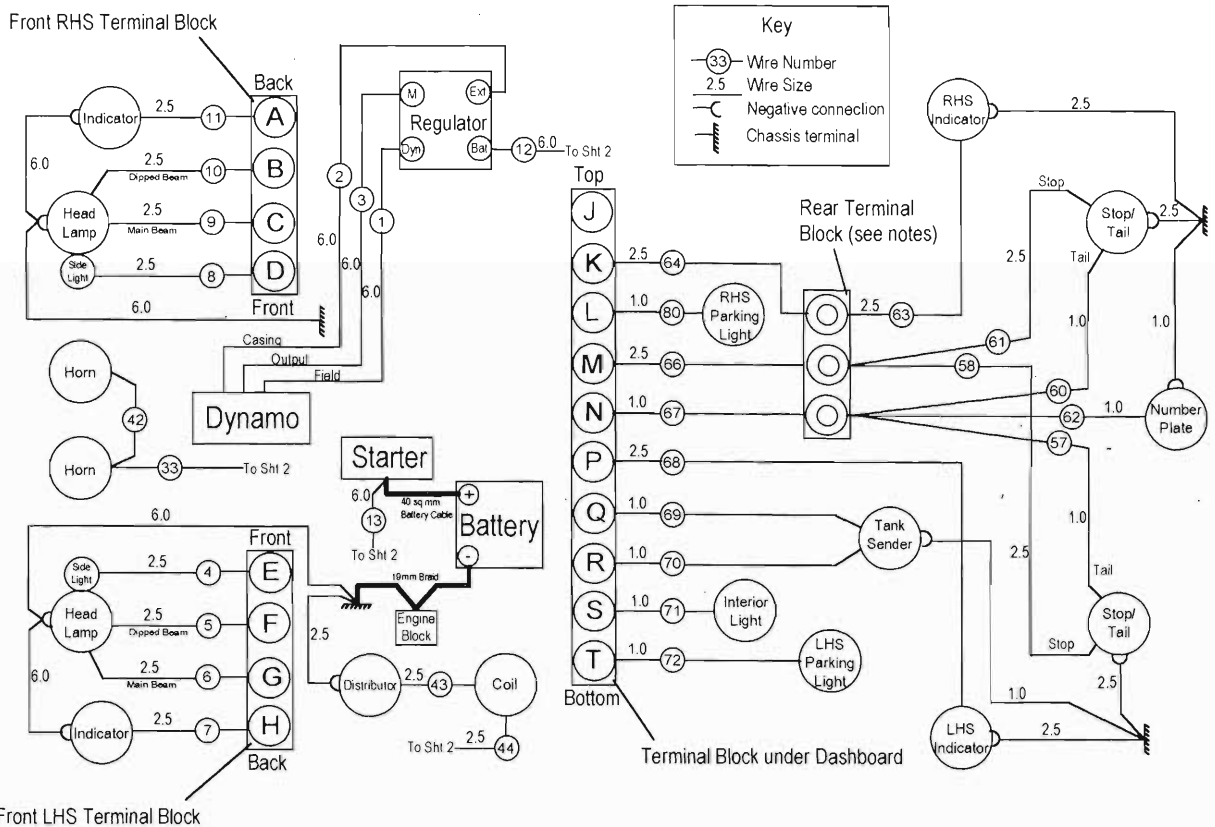 Front RHS Terminal Block
Back
A
B
C
D
Front
Indicator
2.5
11
6.0
2.5
Dipped Beam
10
Head
Lamp
2.5
Main Beam
9
Side
Light
2.5
8
6.0
Regulator
M
Ext
Dyn
Bat
12
6.0
To Sht 2
2
3
1
6.0
6.0
6.0
Casing
Output
Field
Dynamo
Key
33
Wire Number
2.5
Wire Size
Negative connection
Chassis terminal
Horn
42
Horn
33
To Sht 2
Starter
6.0
13
To Sht 2
40 sq mm
Battery Cable
+
Battery
-
19mm Braid
Engine
Block
6.0
Front
E
F
G
H
Back
Side
Light
2.5
4
Head
Lamp
2.5
Dipped Beam
5
2.5
Main Beam
6
6.0
Indicator
2.5
7
Front LHS Terminal Block
2.5
Distributor
2.5
43
Coil
To Sht 2
2.5
44
Top
J
K
L
M
N
P
Q
R
S
T
Bottom
Terminal Block under Dashboard
2.5
64
1.0
80
RHS
Parking
Light
2.5
66
1.0
67
2.5
68
1.0
69
1.0
70
Tank
Sender
1.0
71
Interior
Light
1.0
72
LHS
Parking
Light
Rear Terminal
Block (see notes)
2.5
63
61
58
60
62
57
RHS
Indicator
2.5
Stop
Stop/
Tail
2.5
Tail
2.5
1.0
1.0
1.0
Number
Plate
1.0
2.5
Tail
Stop/
Tail
Stop
2.5
1.0
LHS
Indicator
2.5